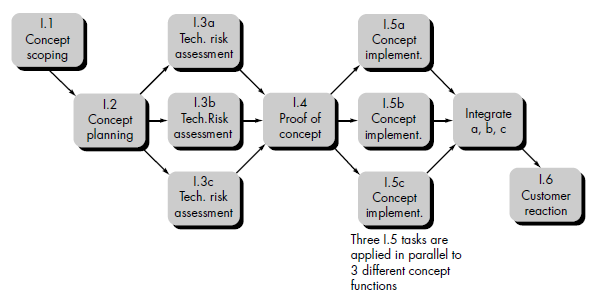 I.1
Concept
scoping
I.2
Concept
planning
I.3a
Tech. risk
assessment
I.3b
Tech.Risk
assessment
I.3c
Tech. risk
assessment
I.4
Proof of
concept
I.5a
Concept
implement.
I.5b
Concept
implement.
I.5c
Concept
implement.
Three I.5 tasks are
applied in parallel to
3 different concept
functions
Integrate
a, b, c
I.6
Customer
reaction